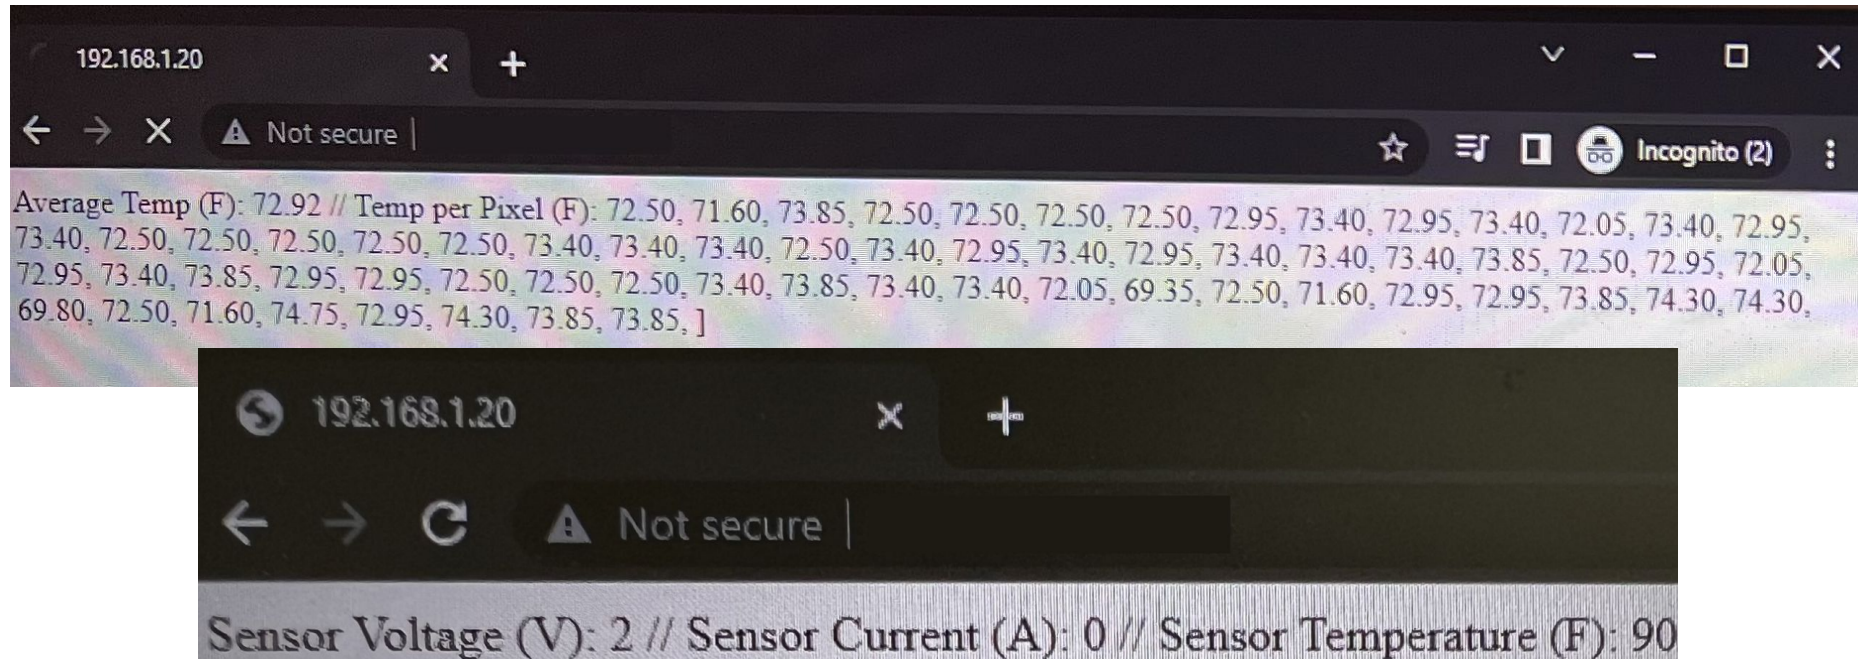 192.168.1.20
Not secure
Incognito (2)
Average Temp (F): 72.92 // Temp per Pixel (F): 72.50, 71.60, 73.85, 72.50, 72.50, 72.50, 72.50, 72.95, 73.40, 72.95, 73.40, 72.05, 73.40, 72.95,
73.40, 72.50, 72.50, 72.50, 72.50, 72.50, 73.40, 73.40, 73.40, 72.50, 73.40, 72.95, 73.40, 72.95, 73.40, 73.40, 73.40, 73.85, 72.50, 72.95, 72.05,
72.95, 73.40, 73.85, 72.95, 72.95, 72.50, 72.50, 72.50, 73.40, 73.85, 73.40, 73.40, 72.05, 69.35, 72.50, 71.60, 72.95, 72.95, 73.85, 74.30, 74.30,
69.80, 72.50, 71.60, 74.75, 72.95, 74.30, 73.85, 73.85, ]
192.168.1.20
Not secure
Sensor Voltage (V): 2 // Sensor Current (A): 0 // Sensor Temperature (F): 90